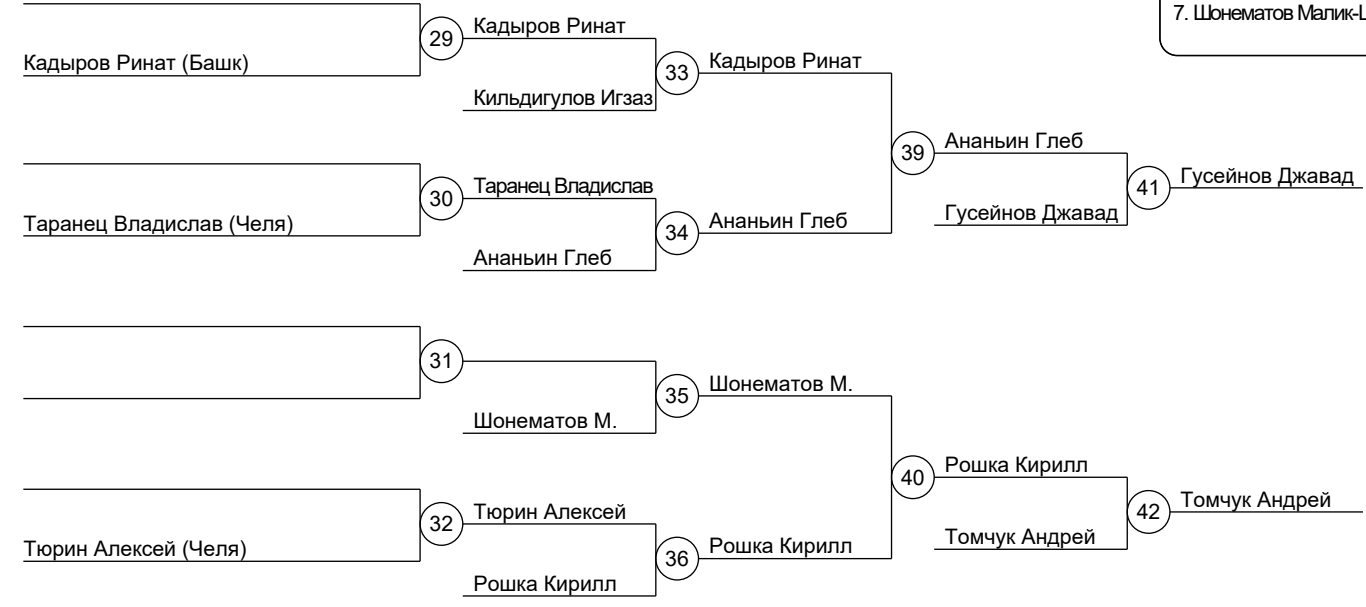 7. Шонематов Малик-
29
Кадыров Ринат
Кадыров Ринат (Башк)
33
Кадыров Ринат
Кильдигулов Игзаз
39
Ананьин Глеб
30
Таранец Владислав
Таранец Владислав (Челя)
34
Ананьин Глеб
Ананьин Глеб
Гусейнов Джавад
41
Гусейнов Джавад
31
35
Шонематов М.
Шонематов М.
40
Рошка Кирилл
32
Тюрин Алексей
Тюрин Алексей (Челя)
36
Рошка Кирилл
Рошка Кирилл
Томчук Андрей
42
Томчук Андрей